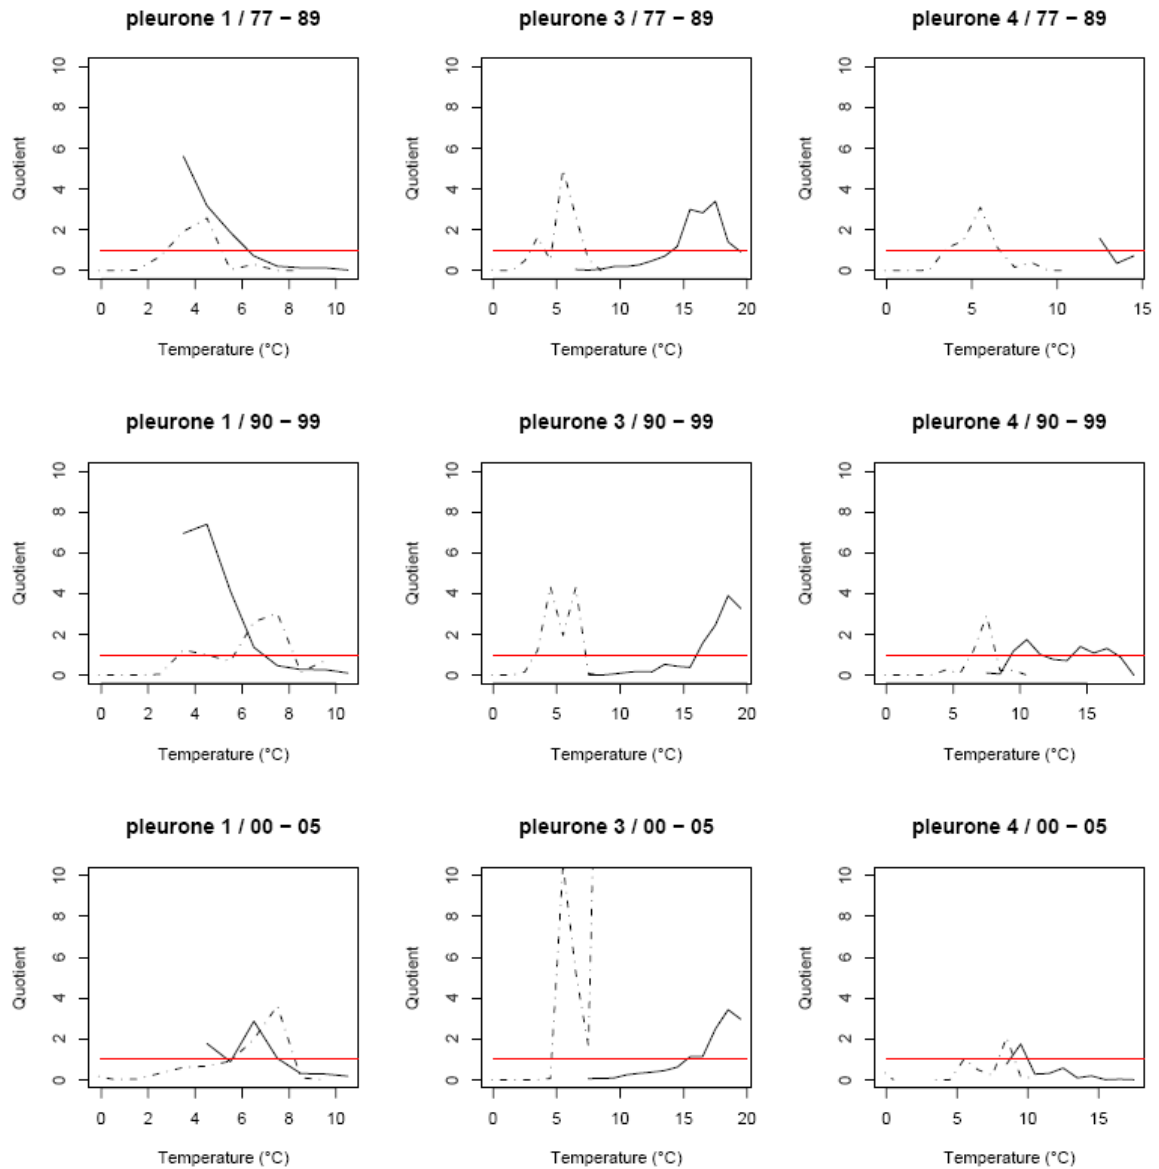 pleurone 1 / 77 − 89
Quotient
10
8
6
4
2
0
0 2 4 6 8 10
Temperature (°C)
pleurone 3 / 77 − 89
Quotient
10
8
6
4
2
0
0 5 10 15 20
Temperature (°C)
pleurone 4 / 77 − 89
Quotient
10
8
6
4
2
0
0 5 10 15
Temperature (°C)
pleurone 1 / 90 − 99
Quotient
10
8
6
4
2
0
0 2 4 6 8 10
Temperature (°C)
pleurone 3 / 90 − 99
Quotient
10
8
6
4
2
0
0 5 10 15 20
Temperature (°C)
pleurone 4 / 90 − 99
Quotient
10
8
6
4
2
0
0 5 10 15
Temperature (°C)
pleurone 1 / 00 − 05
Quotient
10
8
6
4
2
0
0 2 4 6 8 10
Temperature (°C)
pleurone 3 / 00 − 05
Quotient
10
8
6
4
2
0
0 5 10 15 20
Temperature (°C)
pleurone 4 / 00 − 05
Quotient
10
8
6
4
2
0
0 5 10 15
Temperature (°C)